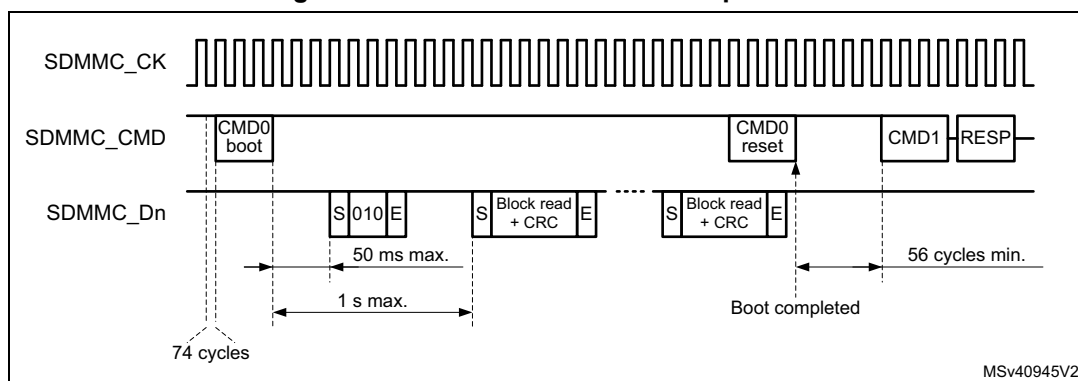 SDMMC_CK
SDMMC_CMD
CMD0
boot
CMD0
reset
CMD1
RESP
SDMMC_Dn
S 010 E
S Block read
+ CRC E
S Block read
+ CRC E
50 ms max.
56 cycles min.
1 s max.
Boot completed
74 cycles
MSv40945V2